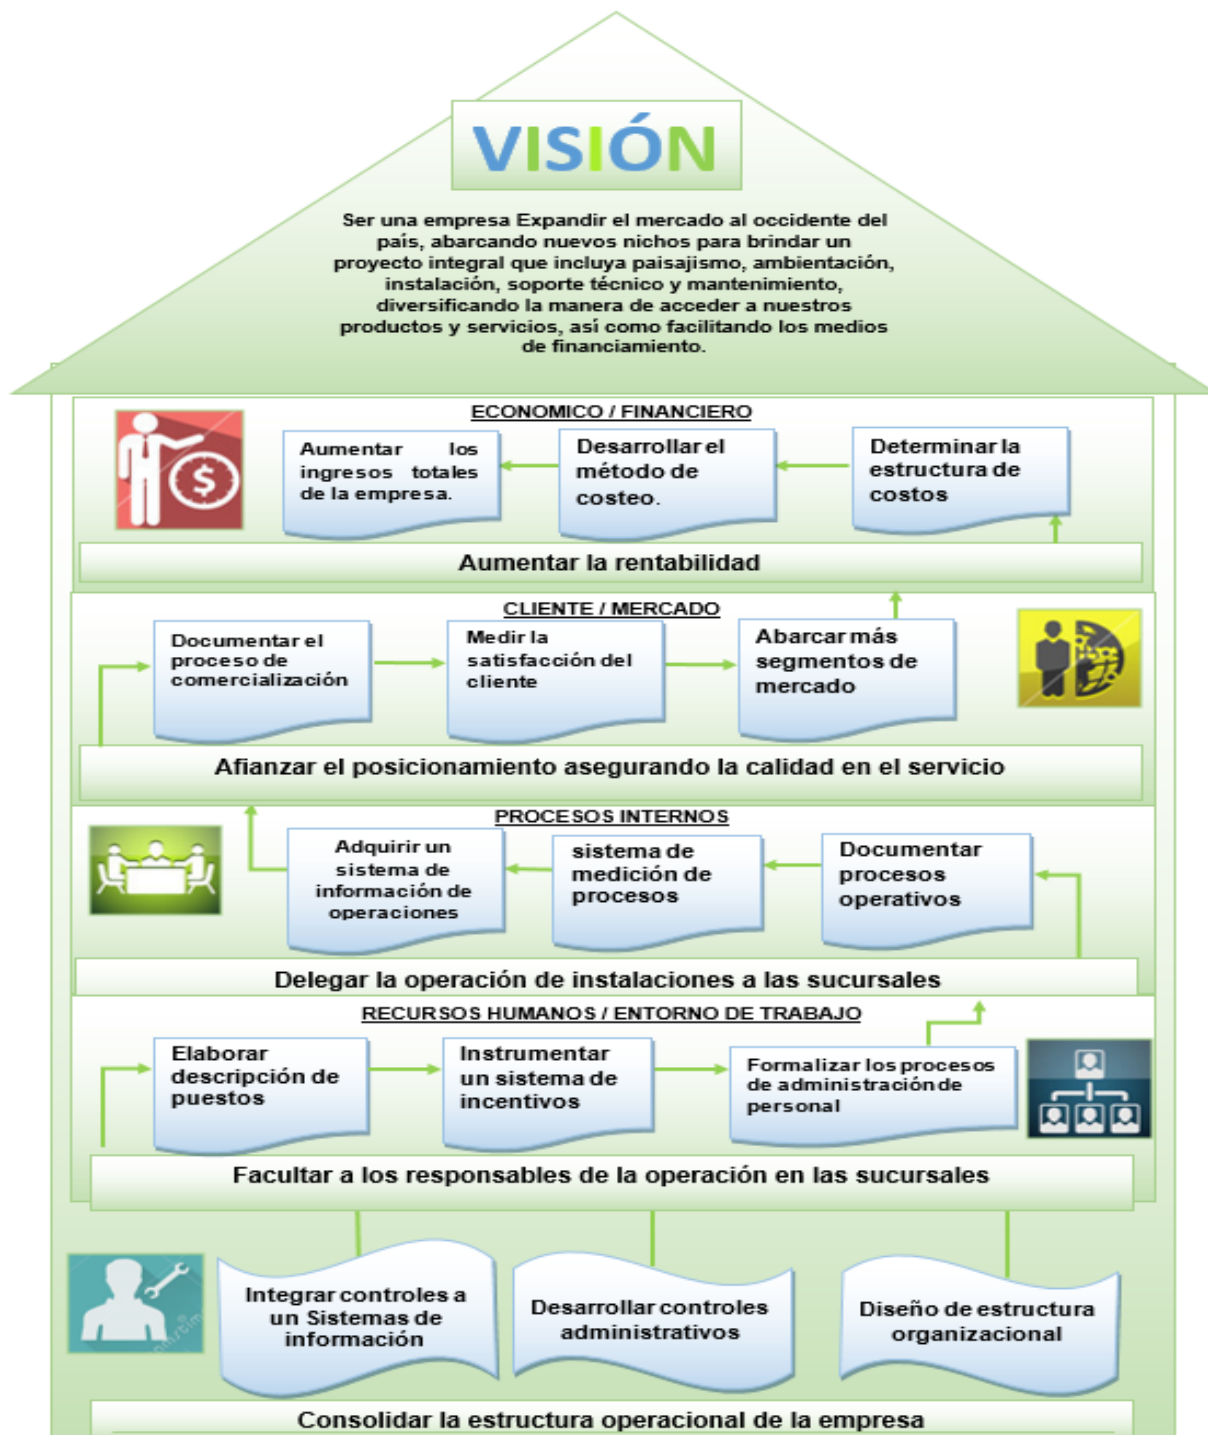 VISIÓN
Ser una empresa Expandir el mercado al occidente del
país, abarcando nuevos nichos para brindar un
proyecto integral que incluya paisajismo, ambientación,
instalación, soporte técnico y mantenimiento,
diversificando la manera de acceder a nuestros
productos y servicios, así como facilitando los medios
de financiamiento.
ECONOMICO / FINANCIERO
Aumentar los
ingresos totales
de la empresa.
Desarrollar el
método de
costeo.
Determinar la
estructura de
costos
$
Aumentar la rentabilidad
CLIENTE / MERCADO
Documentar el
proceso de
comercialización
Medir la
satisfacción del
cliente
Abarcar más
segmentos de
mercado
Afianzar el posicionamiento asegurando la calidad en el servicio
PROCESOS INTERNOS
Adquirir un
sistema de
información de
operaciones
sistema de
medición de
procesos
Documentar
procesos
operativos
Delegar la operación de instalaciones a las sucursales
RECURSOS HUMANOS / ENTORNO DE TRABAJO
Elaborar
descripción de
puestos
Instrumentar
un sistema de
incentivos
Formalizar los procesos
de administración de
personal
Facultar a los responsables de la operación en las sucursales
Integrar controles a
un Sistemas de
información
Desarrollar controles
administrativos
Diseño de estructura
organizacional
Consolidar la estructura operacional de la empresa